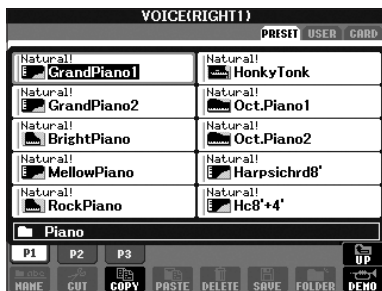 VOICE(RIGHT1)
PRESET USER CARD
Natural!
GrandPiano1
Natural!
HonkyTonk
Natural!
GrandPiano2
Natural!
Oct.Piano1
Natural!
BrightPiano
Natural!
Oct.Piano2
Natural!
MellowPiano
Natural!
Harpsichrd8'
Natural!
RockPiano
Natural!
Hc8'+4'
Piano
P1 P2 P3
UP
NAME CUT COPY PASTE DELETE SAVE FOLDER DEMO